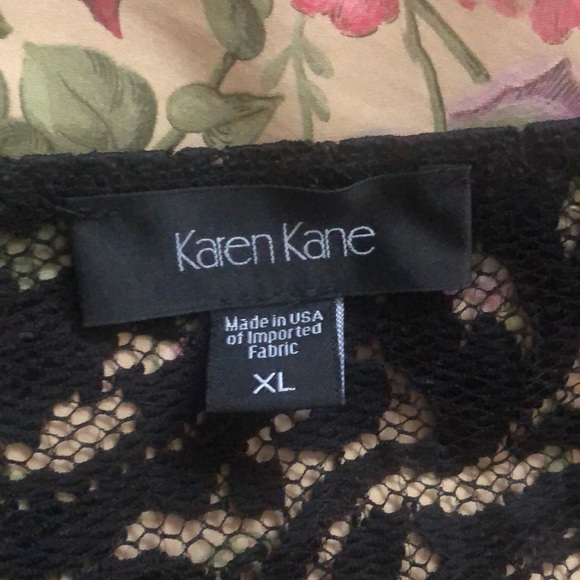 Karen Kane
Made in USA
of Imported
Fabric
XL